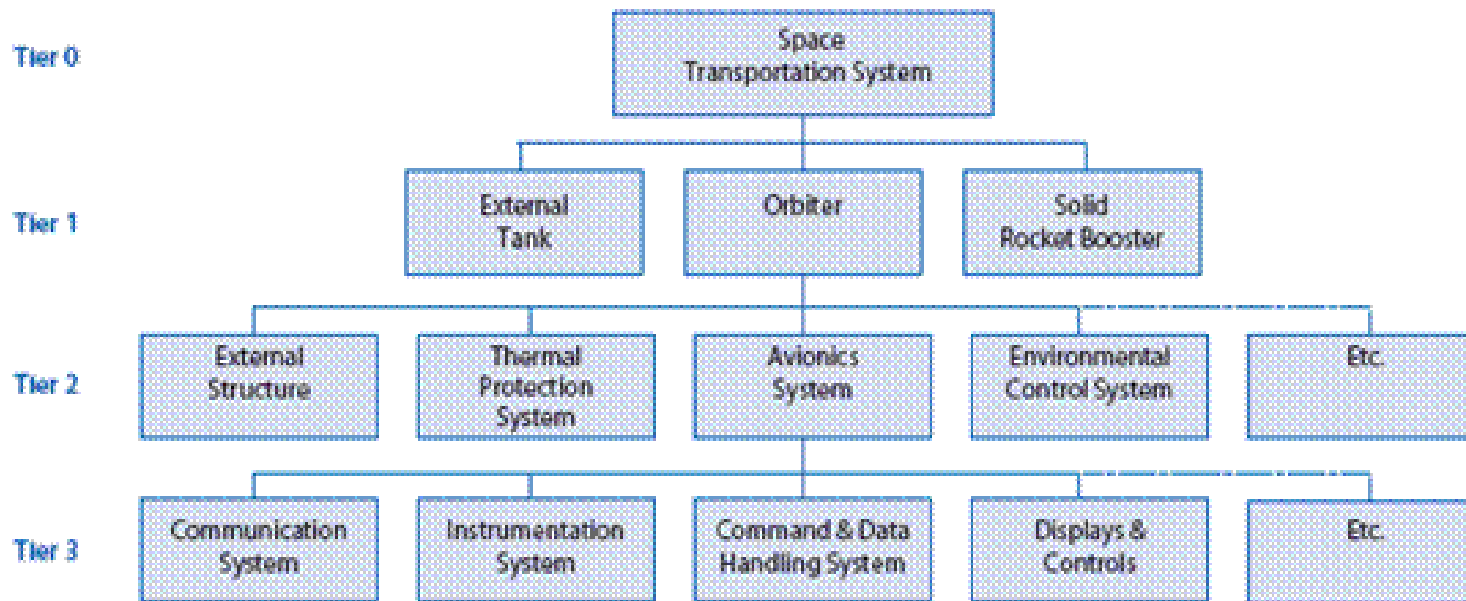 Tier 0
Space
Transportation System
Tier 1
External
Tank
Orbiter
Solid
Rocket Booster
Tier 2
External
Structure
Thermal
Protection
System
Avionics
System
Environmental
Control System
Etc.
Tier 3
Communication
System
Instrumentation
System
Command & Data
Handling System
Displays &
Controls
Etc.